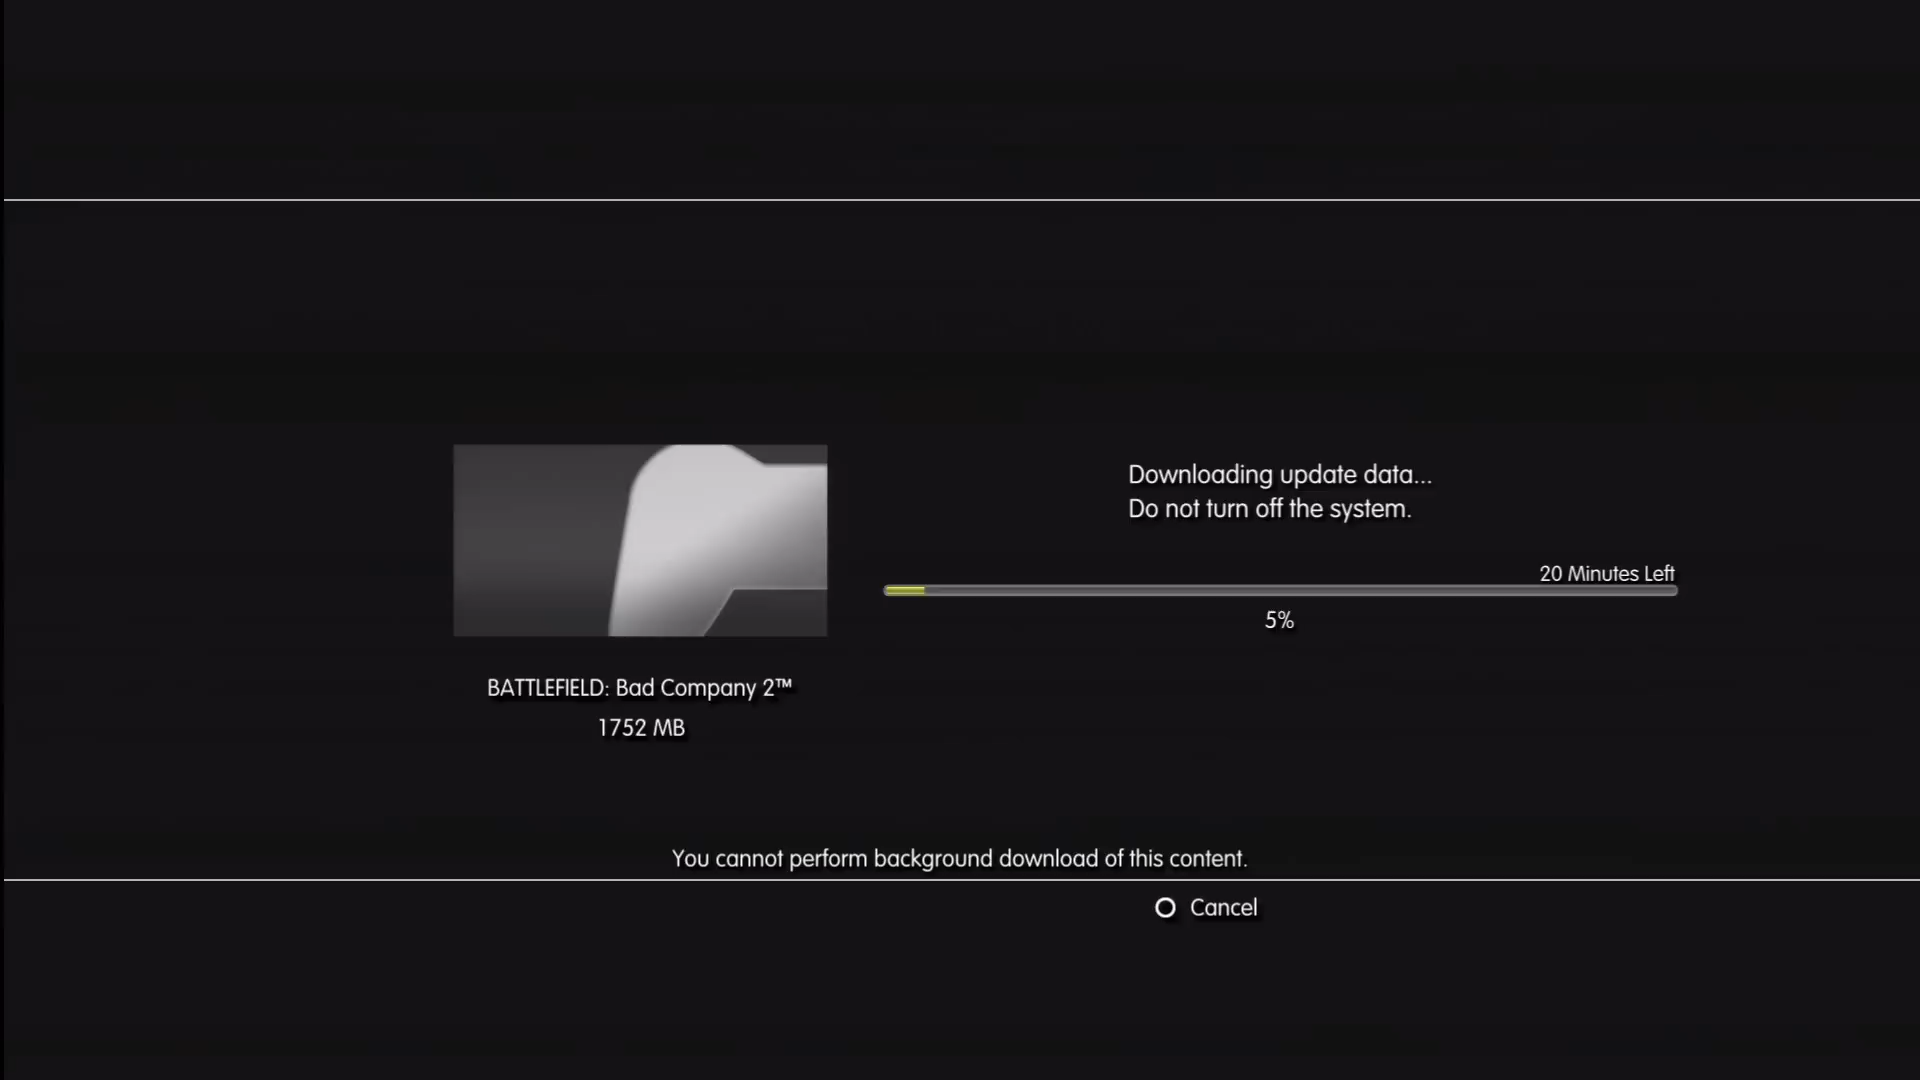 Downloading update data...
Do not turn off the system.
20 Minutes Left
5%
BATTLEFIELD: Bad Company 2™
1752 MB
You cannot perform background download of this content.
Cancel